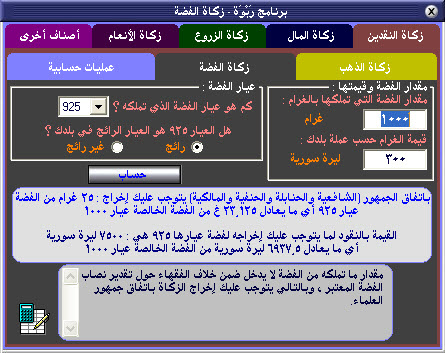 برنامج رَبْوَة - زكاة الفضة
زكاة النقدين
زكاة المال
زكاة الزروع
زكاة الأنعام
أصناف أخرى
زكاة الذهب
زكاة الفضة
عمليات حسابية
مقدار الفضة وقيمتها :
مقدار الفضة التي تملكها بالغرام :
١٠٠٠ غرام
قيمة الغرام حسب عملة بلدك :
٣٠٠ ليرة سورية
عيار الفضة :
كم هو عيار الفضة الذي تملكه ؟ 925
هل العيار ٩٢٥ هو العيار الرائج في بلدك ؟
رائج غير رائج
حساب
باتفاق الجمهور (الشافعية والحنابلة والحنفية والمالكية) يتوجب عليك إخراج : ٢٥ غرام من الفضة
عيار ٩٢٥ أي ما يعادل ٢٣,١٢٥ غ من الفضة الخالصة عيار ١٠٠٠
القيمة بالنقود لما يتوجب عليك إخراجه لفضة عيارها ٩٢٥ هي : ٧٥٠٠ ليرة سورية
أي ما يعادل ٦٩٣٧,٥ ليرة سورية من الفضة الخالصة عيار ١٠٠٠
مقدار ما تملكه من الفضة لا يدخل ضمن خلاف الفقهاء حول تقدير نصاب
الفضة المعتبر ، وبالتالي يتوجب عليك إخراج الزكاة باتفاق جمهور
العلماء.